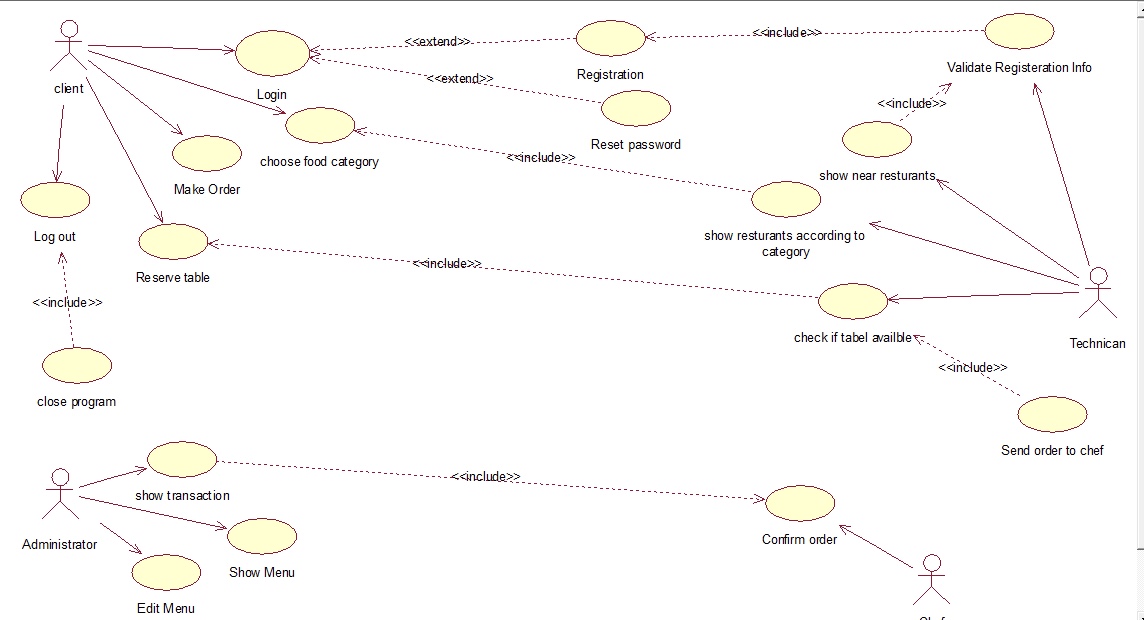 <<extend>>
<<include>>
Registration
Validate Registeration Info
client
Login
<<extend>>
<<include>>
Reset password
choose food category
<<include>>
show near resturants
Make Order
Log out
show resturants according to
category
Reserve table
<<include>>
<<include>>
check if tabel availble
Technican
<<include>>
close program
Send order to chef
<<include>>
show transaction
Confirm order
Administrator
Show Menu
Edit Menu